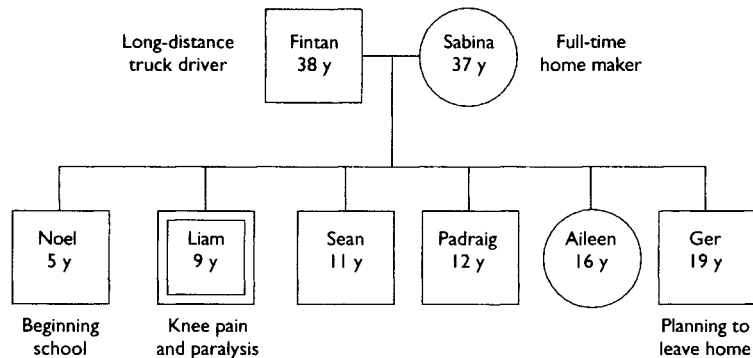 Long-distance
truck driver
Fintan
38 y
Sabina
37 y
Full-time
home maker
Noel
5 y
Liam
9 y
Sean
11 y
Padraig
12 y
Aileen
16 y
Ger
19 y
Beginning
school
Knee pain
and paralysis
Planning to
leave home